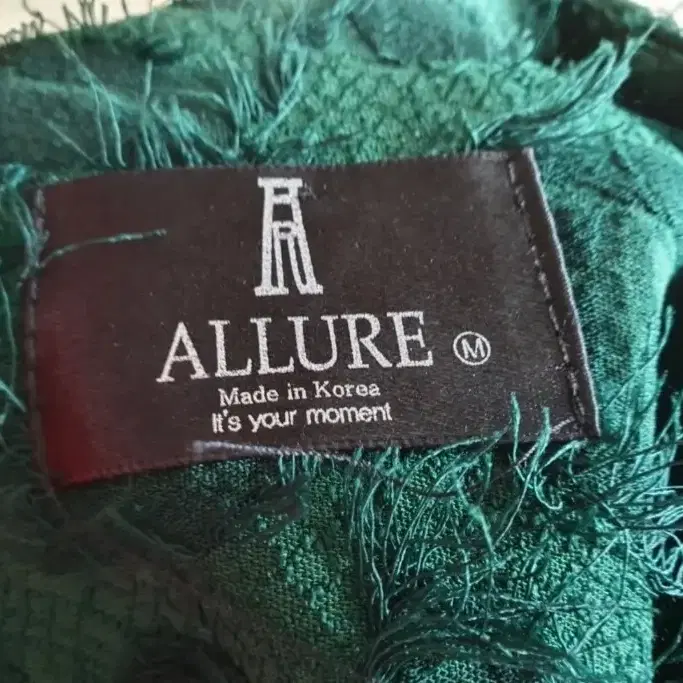 ALLURE Ⓜ
Made in Korea
It's your moment